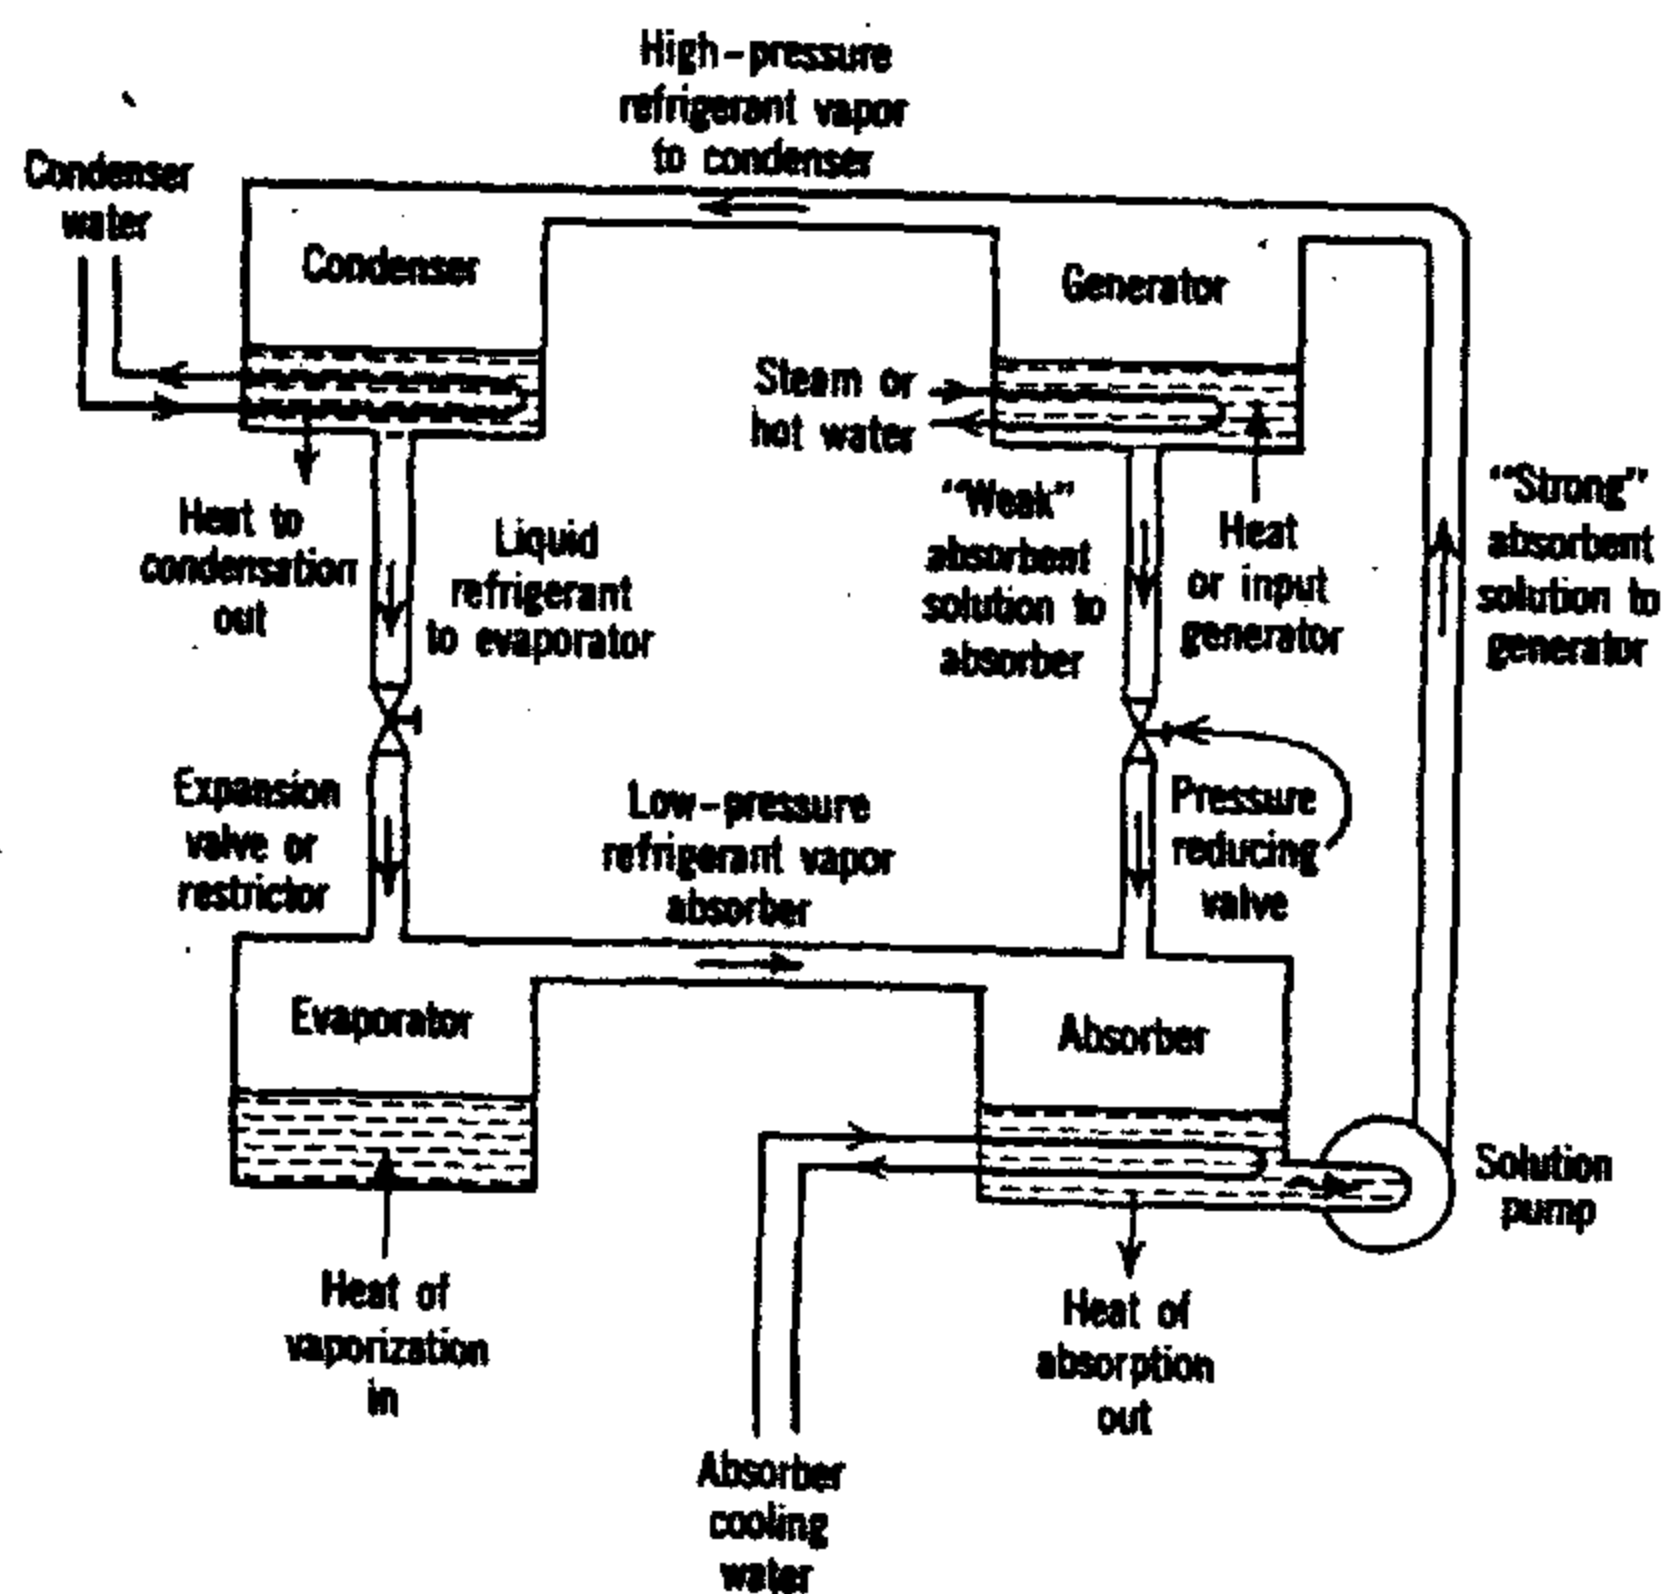 High-pressure
refrigerant vapor
to condenser
Condenser
water
Condenser
Generator
Steam or
hot water
Heat to
condensation
out
Liquid
refrigerant
to evaporator
"Weak"
absorbent
solution to
absorber
Heat
or input
generator
"Strong"
absorbent
solution to
generator
Expansion
valve or
restrictor
Low-pressure
refrigerant vapor
absorber
Pressure
reducing
valve
Evaporator
Absorber
Solution
pump
Heat of
vaporization
in
Heat of
absorption
out
Absorber
cooling
water